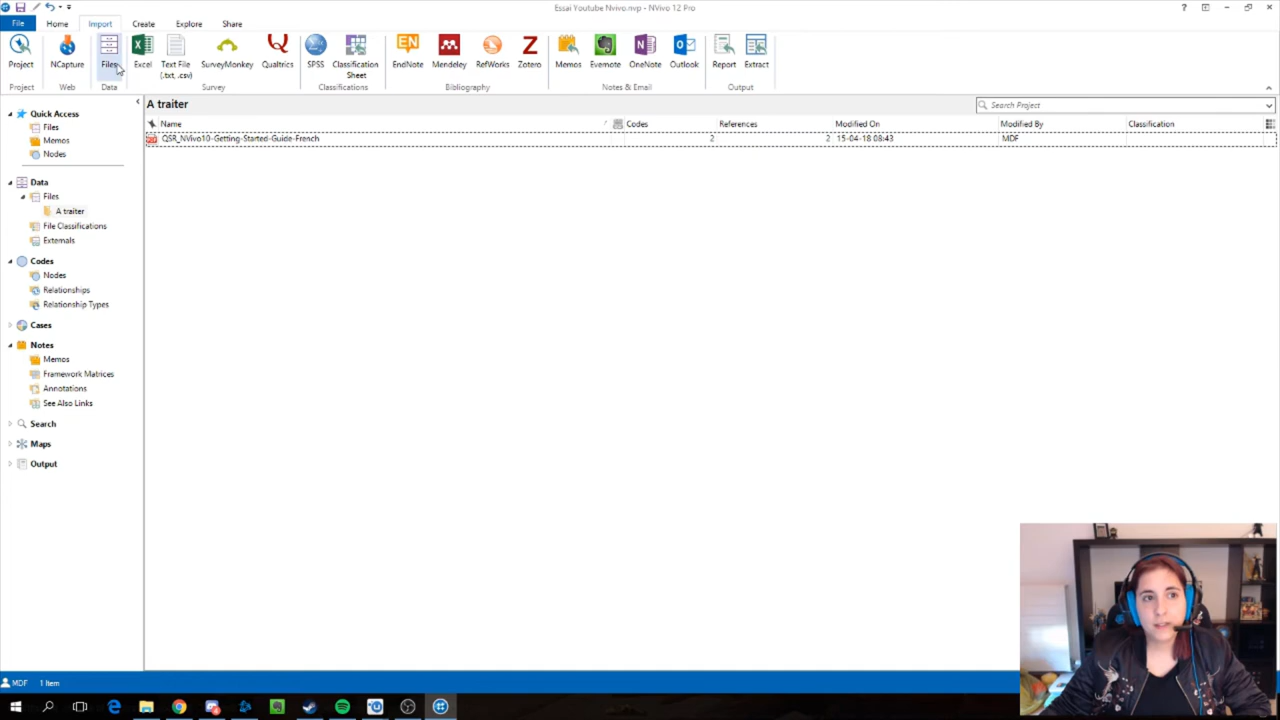 Essai Youtube Nvivo.nvp - NVivo 12 Pro
File Home Import Create Explore Share
Project NCapture Files Excel Text File (.txt, .csv) SurveyMonkey Qualtrics SPSS Classification Sheet EndNote Mendeley RefWorks Zotero Memos Evernote OneNote Outlook Report Extract
Project Web Data Survey Classifications Bibliography Notes & Email Output
Quick Access
Files
Memos
Nodes
Data
Files
A traiter
File Classifications
Externals
Codes
Nodes
Relationships
Relationship Types
Cases
Notes
Memos
Framework Matrices
Annotations
See Also Links
Search
Maps
Output
A traiter
Search Project
Name Codes References Modified On Modified By Classification
QSR_NVivo10-Getting-Started-Guide-French 2 2 15-04-18 08:43 MDF
MDF 1 Item